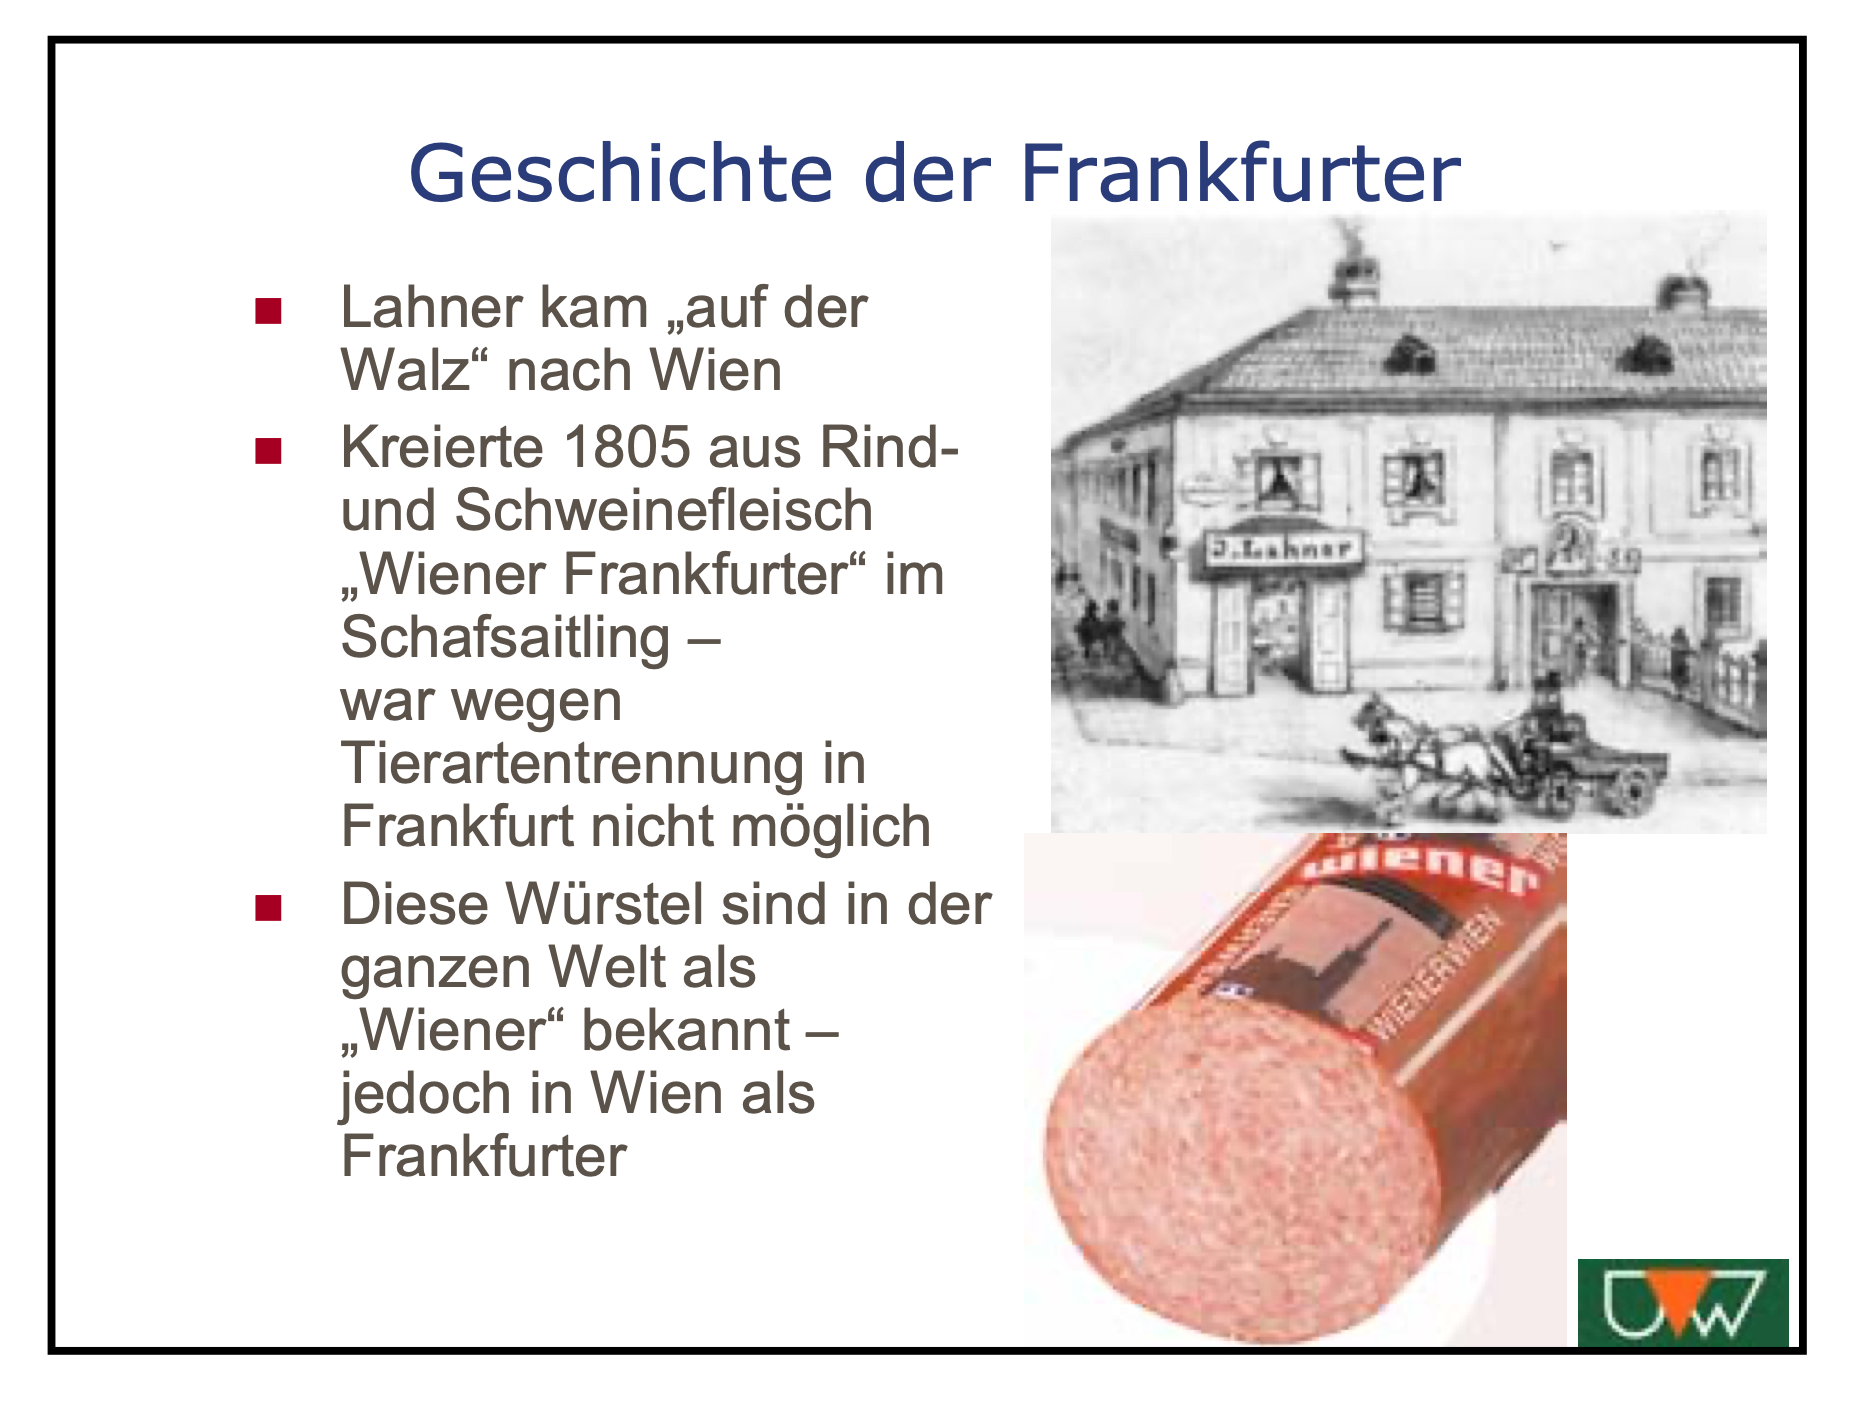 Geschichte der Frankfurter
Lahner kam „auf der
Walz“ nach Wien
Kreierte 1805 aus Rind-
und Schweinefleisch
„Wiener Frankfurter“ im
Schafsaitling –
war wegen
Tierartentrennung in
Frankfurt nicht möglich
Diese Würstel sind in der
ganzen Welt als
„Wiener“ bekannt –
jedoch in Wien als
Frankfurter
J. Lahner
wiener
WIENERWIEN
UVW